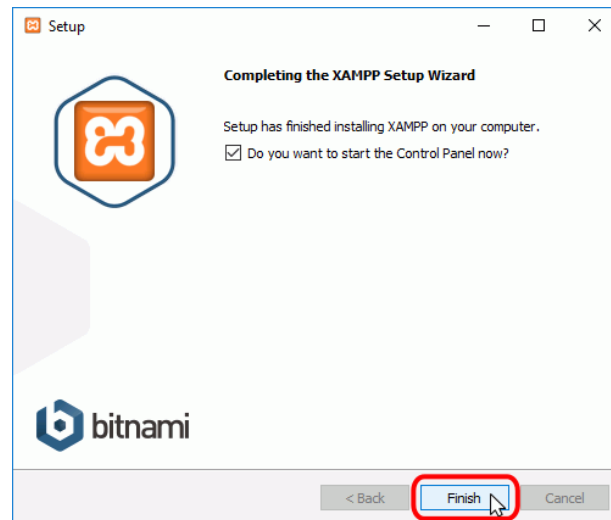 Setup
Completing the XAMPP Setup Wizard
Setup has finished installing XAMPP on your computer.
Do you want to start the Control Panel now?
bitnami
< Back
Finish
Cancel